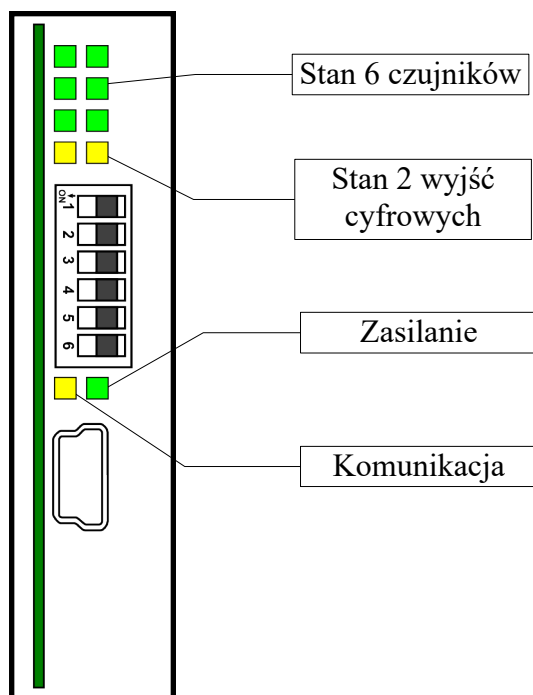 Stan 6 czujników
Stan 2 wyjść
cyfrowych
ON
1
2
3
4
5
6
Zasilanie
Komunikacja